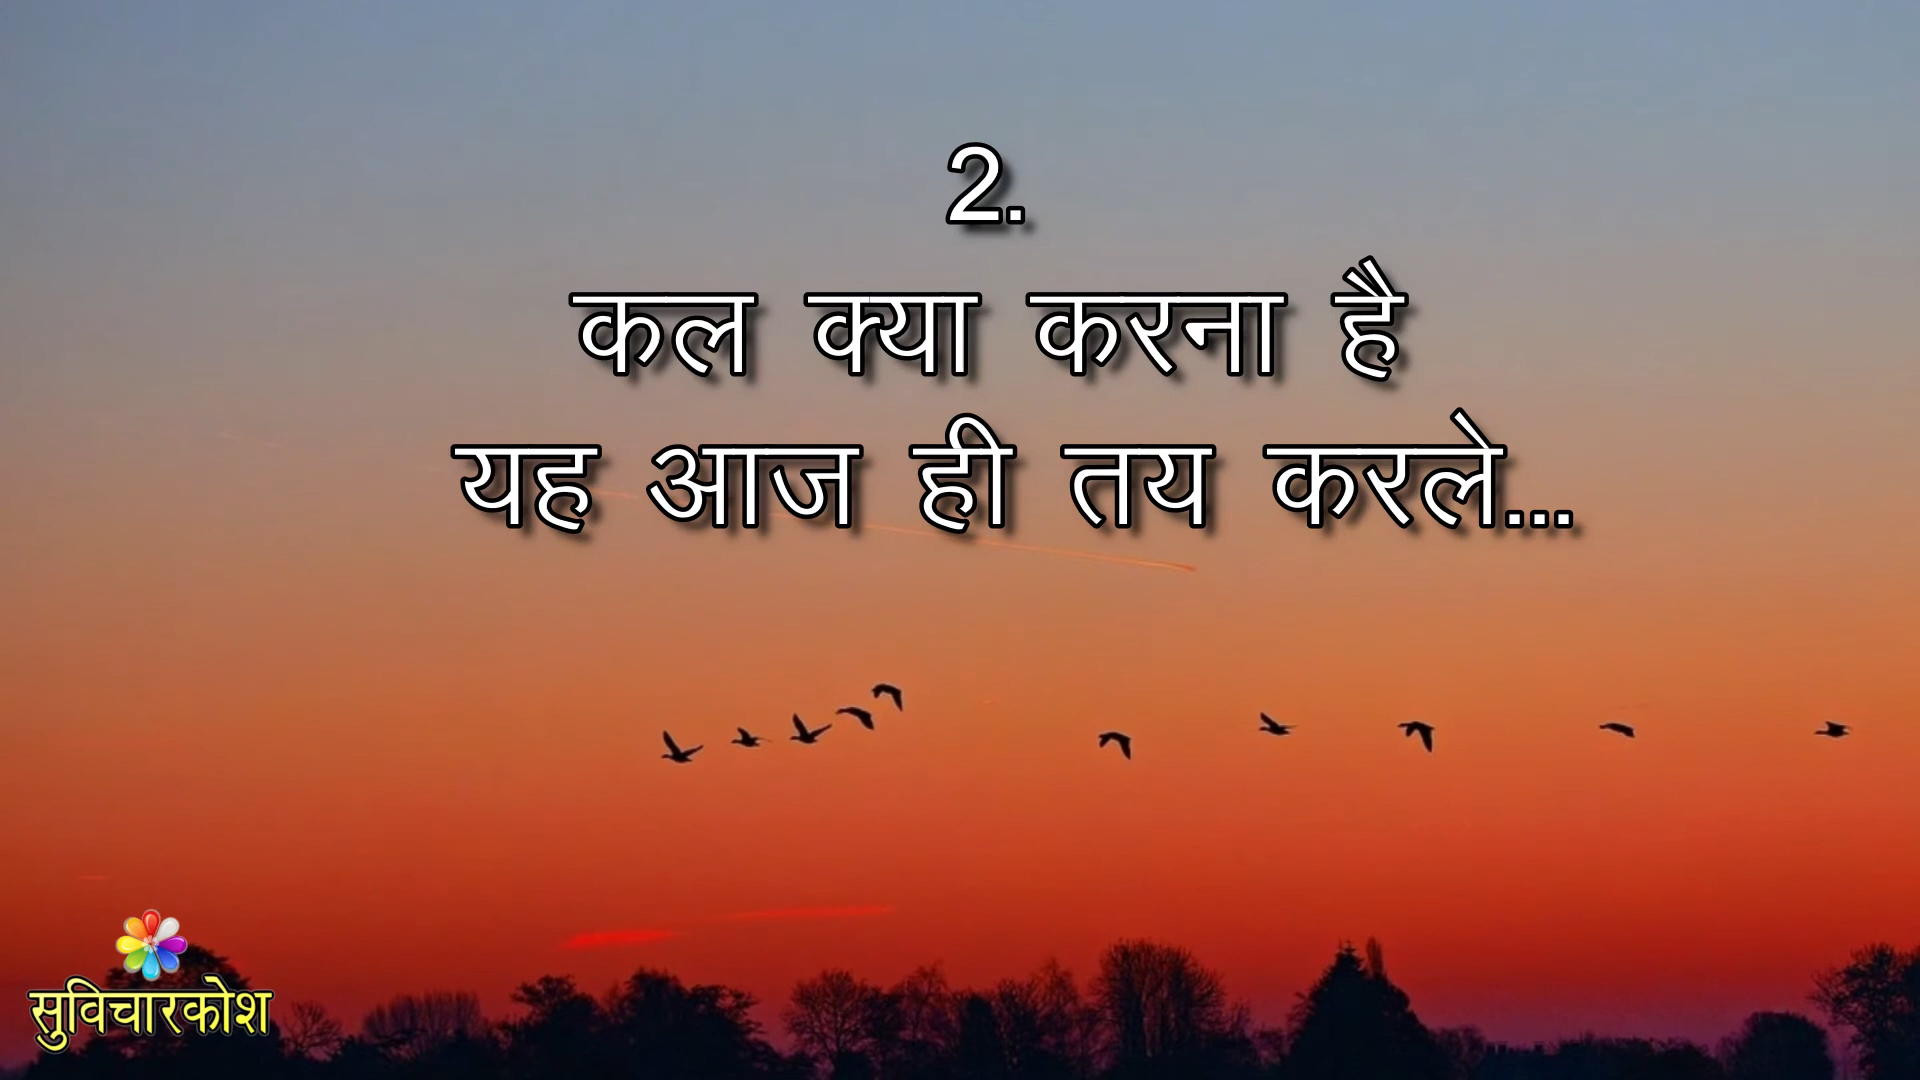 2.
कल क्या करना है
यह आज ही तय करले...
सुविचारकोश